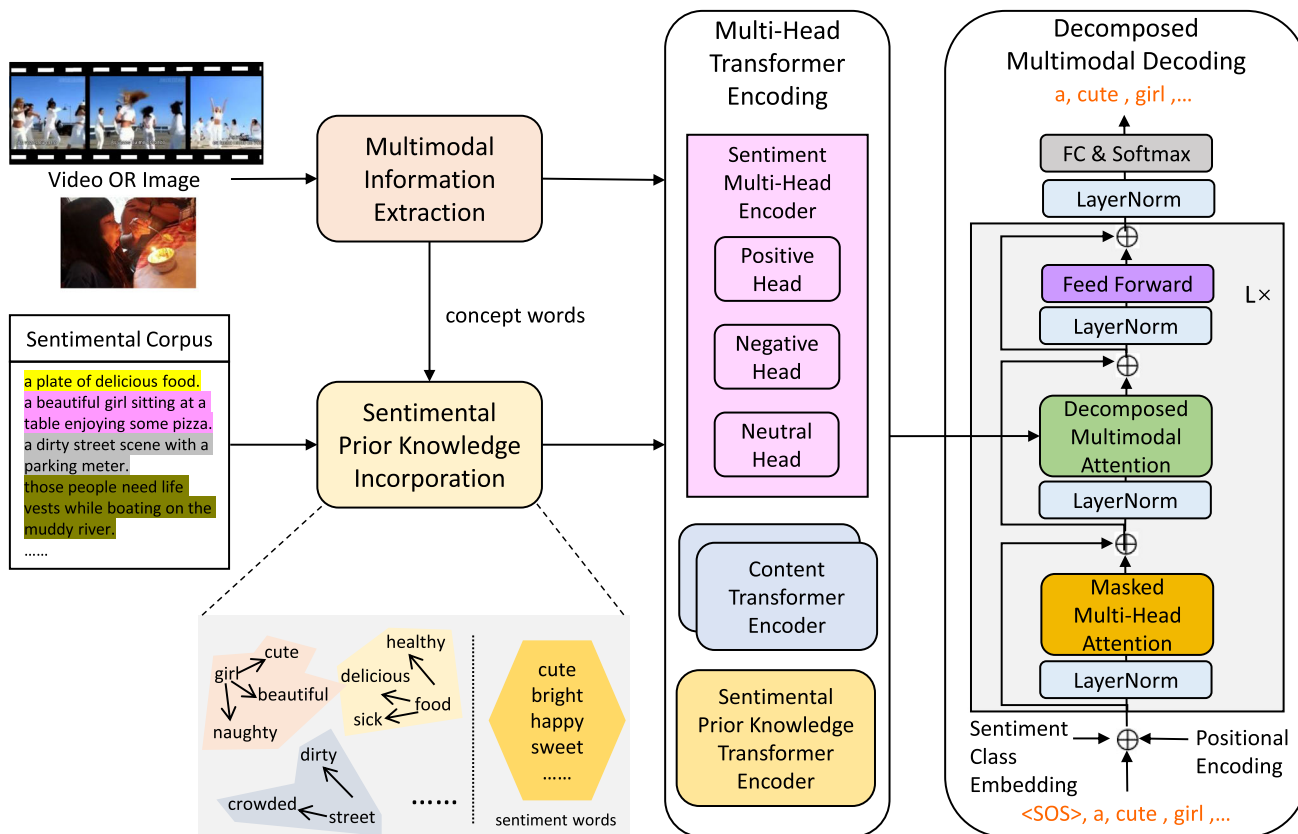 Video OR Image
Sentimental Corpus
a plate of delicious food.
a beautiful girl sitting at a
table enjoying some pizza.
a dirty street scene with a
parking meter.
those people need life
vests while boating on the
muddy river.
......
Multimodal
Information
Extraction
concept words
Sentimental
Prior Knowledge
Incorporation
girl
cute
beautiful
naughty
healthy
delicious
food
sick
dirty
crowded
street
......
cute
bright
happy
sweet
......
sentiment words
Multi-Head
Transformer
Encoding
Sentiment
Multi-Head
Encoder
Positive
Head
Negative
Head
Neutral
Head
Content
Transformer
Encoder
Sentimental
Prior Knowledge
Transformer
Encoder
Decomposed
Multimodal Decoding
a, cute , girl ,...
FC & Softmax
LayerNorm
Feed Forward
L×
LayerNorm
Decomposed
Multimodal
Attention
LayerNorm
Masked
Multi-Head
Attention
LayerNorm
Sentiment
Class
Embedding
Positional
Encoding
<SOS>, a, cute , girl ,...